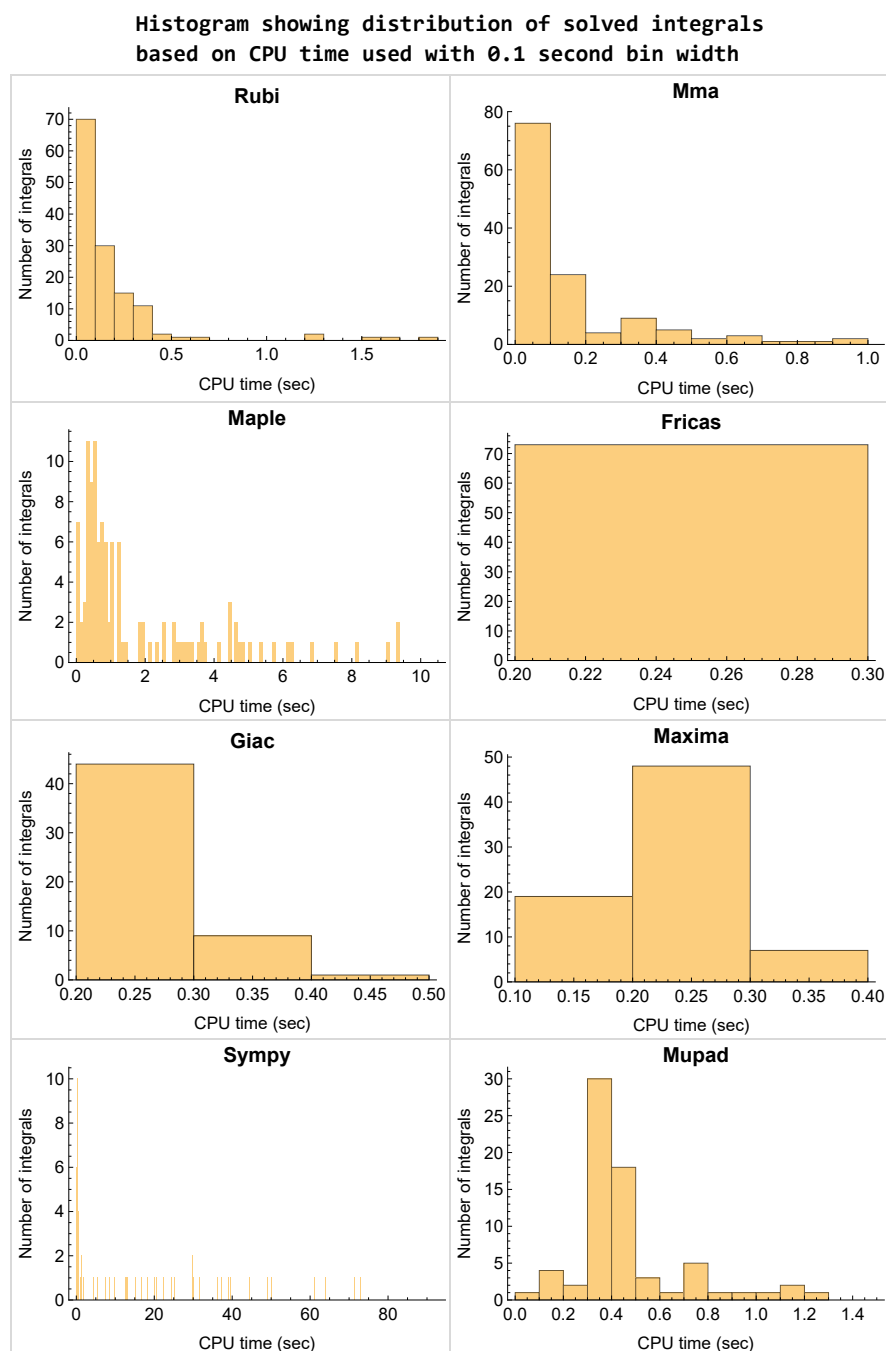 Histogram showing distribution of solved integrals
based on CPU time used with 0.1 second bin width
Rubi
Number of integrals
70
60
50
40
30
20
10
0
0.0 0.5 1.0 1.5
CPU time (sec)
Mma
Number of integrals
80
60
40
20
0
0.0 0.2 0.4 0.6 0.8 1.0
CPU time (sec)
Maple
Number of integrals
10
8
6
4
2
0
0 2 4 6 8 10
CPU time (sec)
Fricas
Number of integrals
70
60
50
40
30
20
10
0
0.20 0.22 0.24 0.26 0.28 0.30
CPU time (sec)
Giac
Number of integrals
40
30
20
10
0
0.20 0.25 0.30 0.35 0.40 0.45 0.50
CPU time (sec)
Maxima
Number of integrals
50
40
30
20
10
0
0.10 0.15 0.20 0.25 0.30 0.35 0.40
CPU time (sec)
Sympy
Number of integrals
10
8
6
4
2
0
0 20 40 60 80
CPU time (sec)
Mupad
Number of integrals
30
25
20
15
10
5
0
0.0 0.2 0.4 0.6 0.8 1.0 1.2 1.4
CPU time (sec)